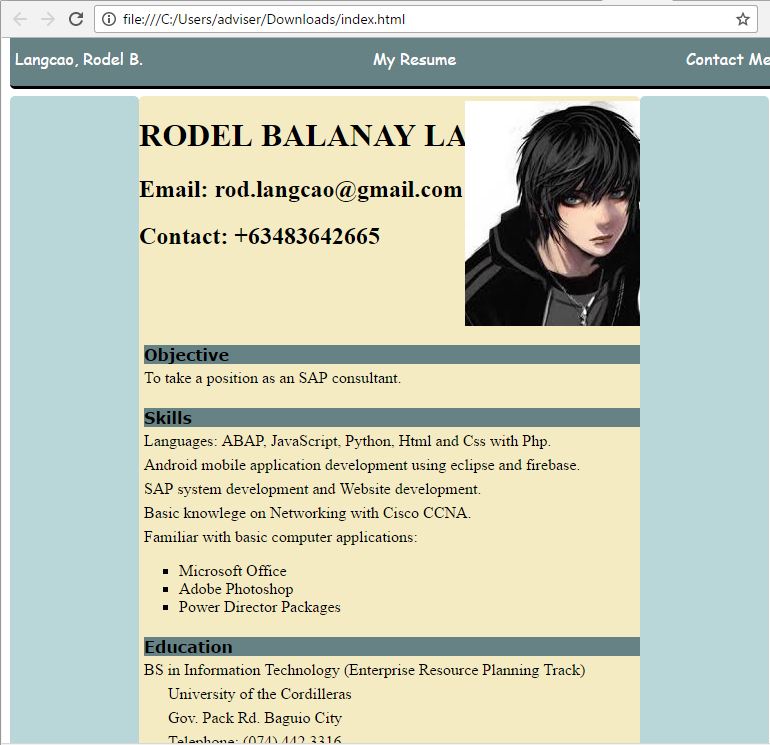 file:///C:/Users/adviser/Downloads/index.html
Langcao, Rodel B. My Resume Contact Me
RODEL BALANAY LA
Email: rod.langcao@gmail.com
Contact: +63483642665
Objective
To take a position as an SAP consultant.
Skills
Languages: ABAP, JavaScript, Python, Html and Css with Php.
Android mobile application development using eclipse and firebase.
SAP system development and Website development.
Basic knowlege on Networking with Cisco CCNA.
Familiar with basic computer applications:
Microsoft Office
Adobe Photoshop
Power Director Packages
Education
BS in Information Technology (Enterprise Resource Planning Track)
University of the Cordilleras
Gov. Pack Rd. Baguio City
Telephone: (074) 442 3316